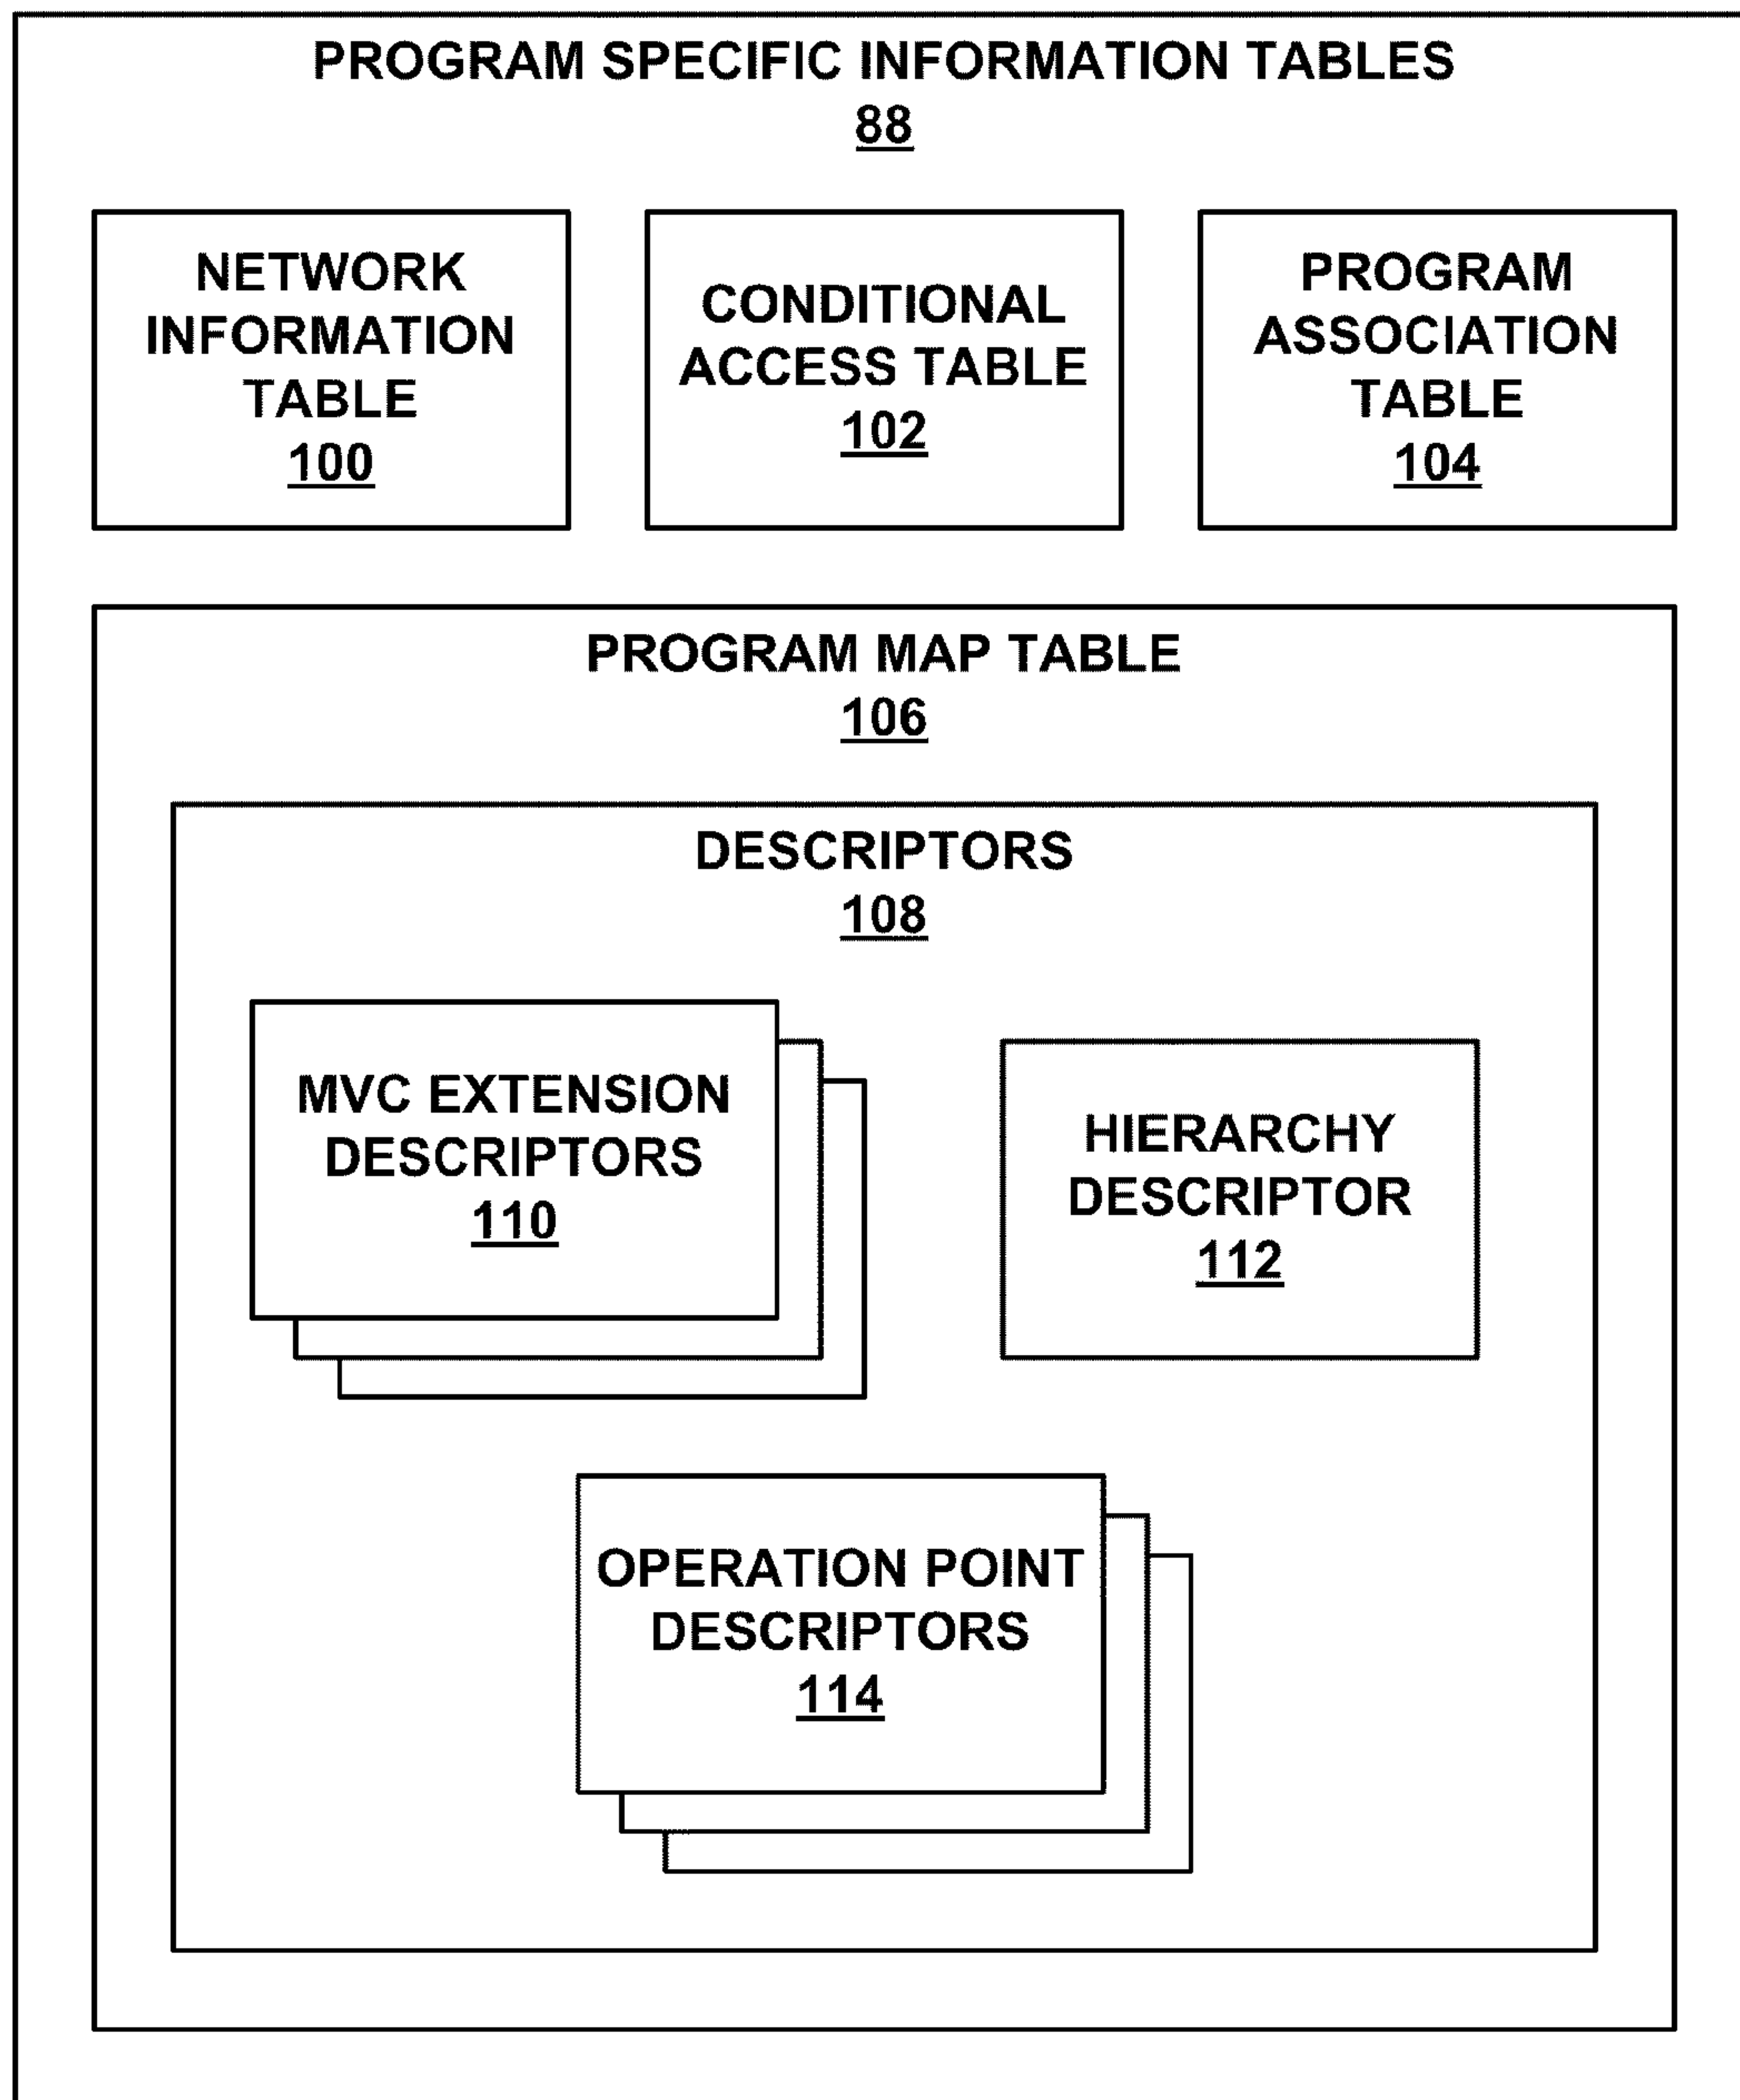 PROGRAM SPECIFIC INFORMATION TABLES
88
NETWORK
INFORMATION
TABLE
100
CONDITIONAL
ACCESS TABLE
102
PROGRAM
ASSOCIATION
TABLE
104
PROGRAM MAP TABLE
106
DESCRIPTORS
108
MVC EXTENSION
DESCRIPTORS
110
HIERARCHY
DESCRIPTOR
112
OPERATION POINT
DESCRIPTORS
114